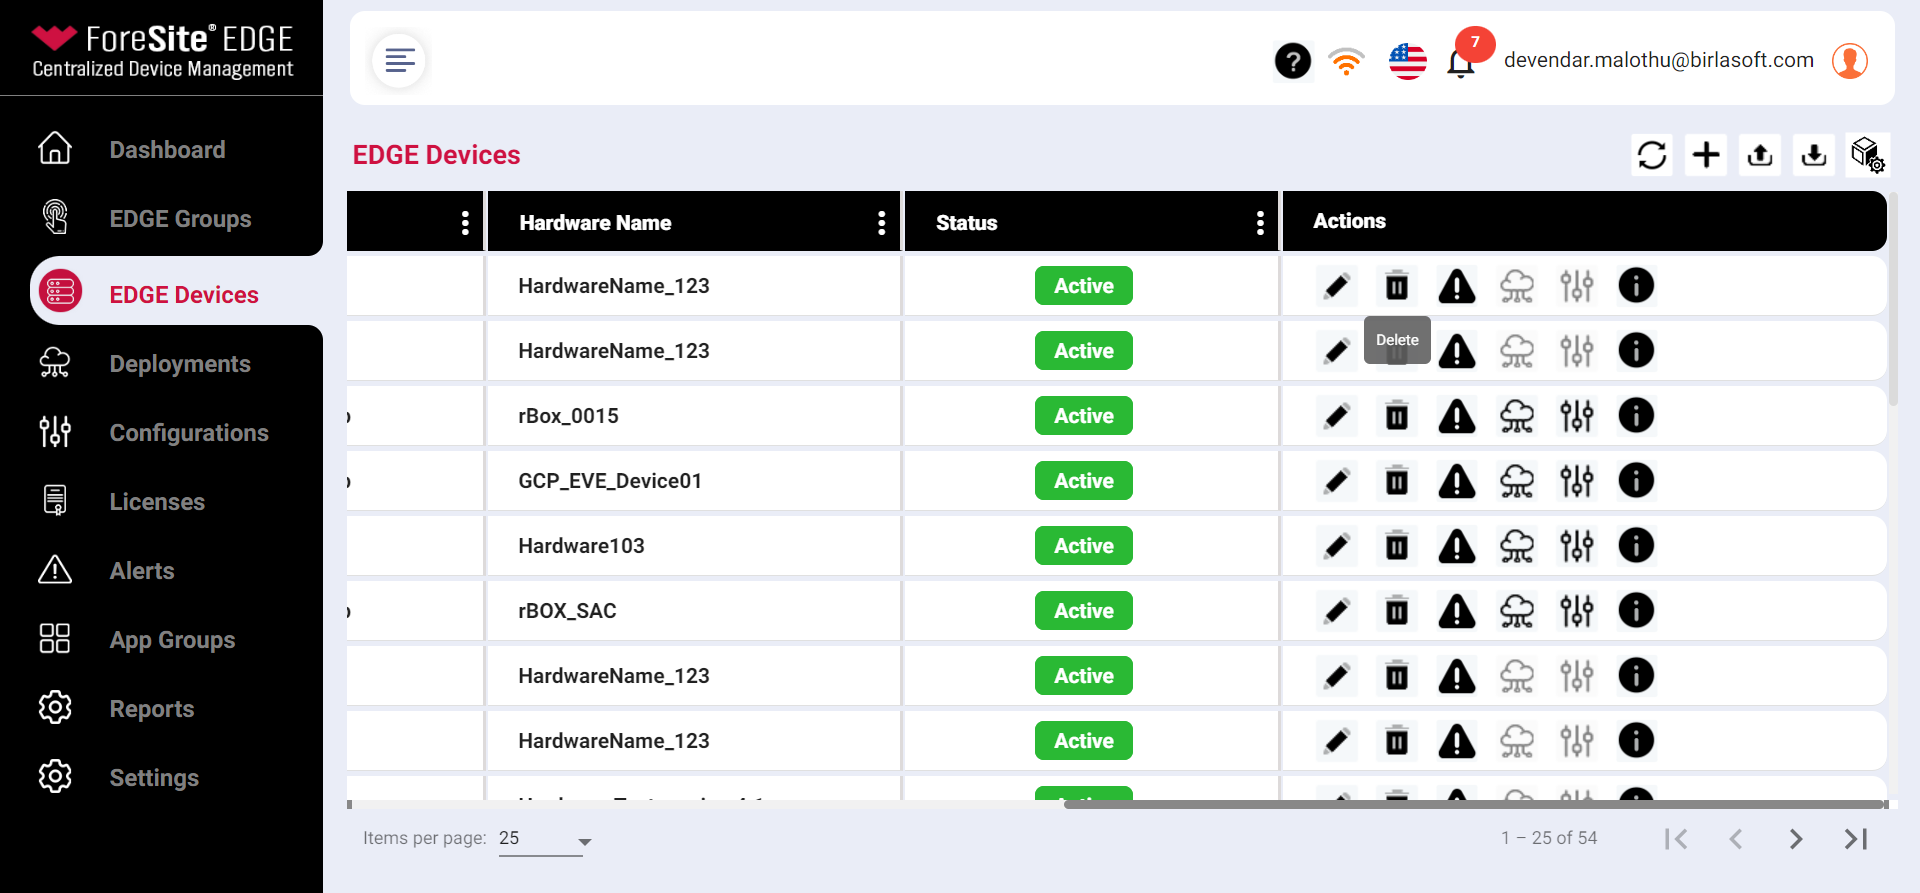 ForeSite® EDGE
Centralized Device Management
Dashboard
EDGE Groups
EDGE Devices
Deployments
Configurations
Licenses
Alerts
App Groups
Reports
Settings
?
7
devendar.malothu@birlasoft.com
EDGE Devices
Hardware Name
Status
Actions
HardwareName_123
Active
Delete
HardwareName_123
Active
rBox_0015
Active
GCP_EVE_Device01
Active
Hardware103
Active
rBOX_SAC
Active
HardwareName_123
Active
HardwareName_123
Active
Items per page: 25
1 – 25 of 54